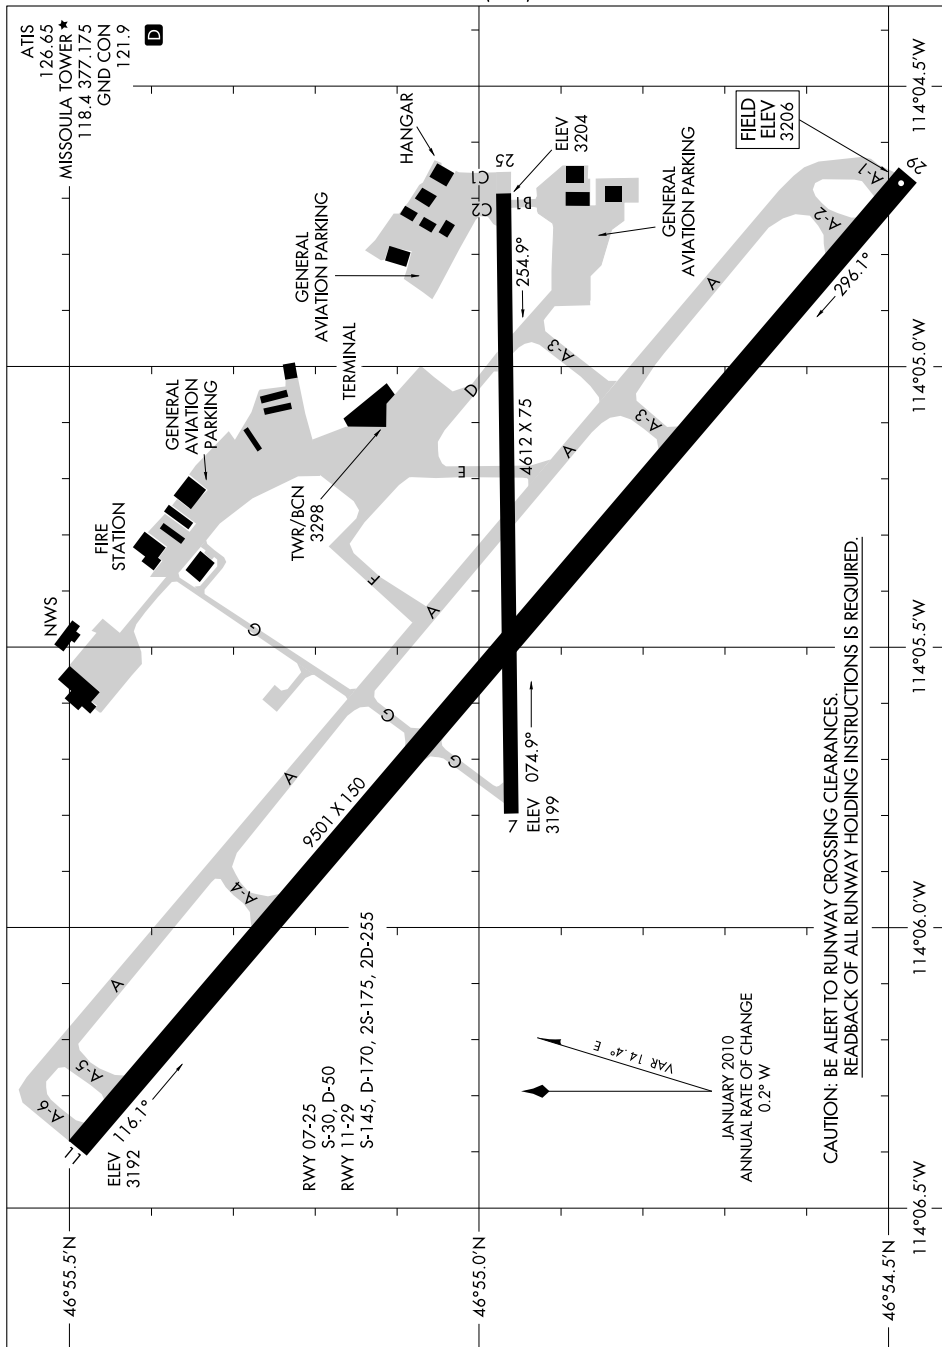 ATIS
126.65
MISSOULA TOWER★
118.4 377.175
GND CON
121.9
D
HANGAR
GENERAL
AVIATION PARKING
TERMINAL
GENERAL
AVIATION
PARKING
FIRE
STATION
NWS
TWR/BCN
3298
25
C1
C2
B1
ELEV
3204
GENERAL
AVIATION PARKING
FIELD
ELEV
3206
29
A-1
A-2
296.1°
A
254.9°
A-3
A-3
D
E
4612 X 75
A
F
A
G
G
G
074.9°
7
ELEV
3199
A
9501 X 150
A-4
A
A-5
A-6
11
116.1°
ELEV
3192
RWY 07-25
S-30, D-50
RWY 11-29
S-145, D-170, 2S-175, 2D-255
VAR 14.4° E
JANUARY 2010
ANNUAL RATE OF CHANGE
0.2° W
CAUTION: BE ALERT TO RUNWAY CROSSING CLEARANCES.
READBACK OF ALL RUNWAY HOLDING INSTRUCTIONS IS REQUIRED.
46°55.5'N
46°55.0'N
46°54.5'N
114°06.5'W
114°06.0'W
114°05.5'W
114°05.0'W
114°04.5'W